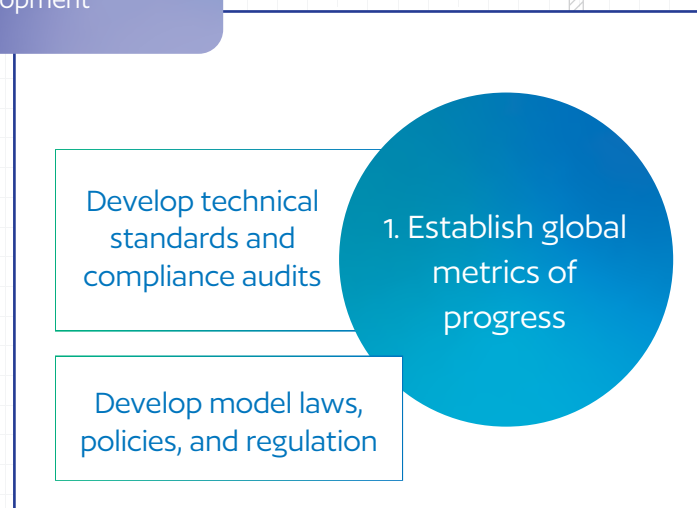 Develop technical
standards and
compliance audits
1. Establish global
metrics of
progress
Develop model laws,
policies, and regulation